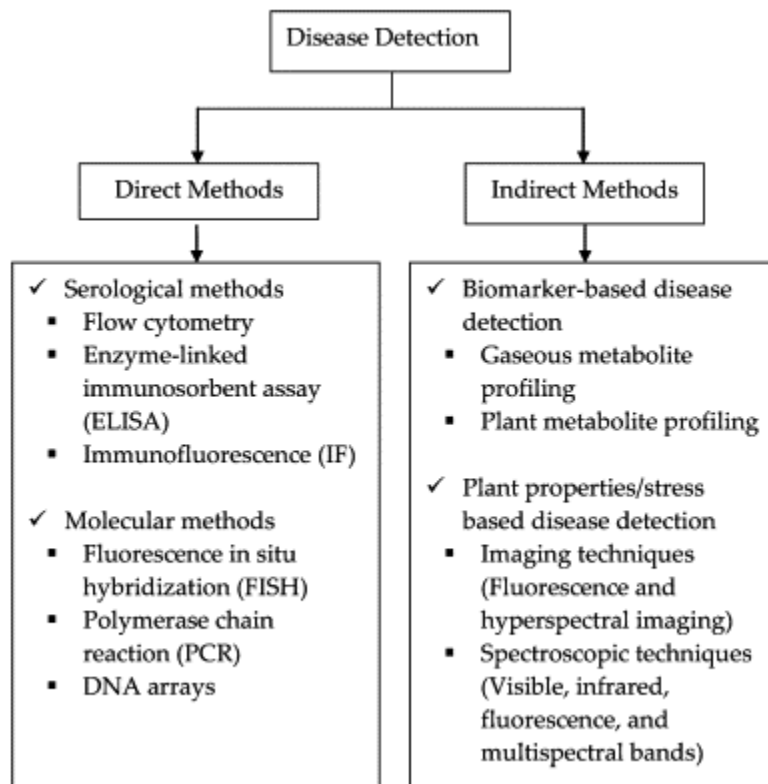 Disease Detection
Direct Methods
Indirect Methods
✓ Serological methods
▪ Flow cytometry
▪ Enzyme-linked
immunosorbent assay
(ELISA)
▪ Immunofluorescence (IF)
✓ Molecular methods
▪ Fluorescence in situ
hybridization (FISH)
▪ Polymerase chain
reaction (PCR)
▪ DNA arrays
✓ Biomarker-based disease
detection
▪ Gaseous metabolite
profiling
▪ Plant metabolite profiling
✓ Plant properties/stress
based disease detection
▪ Imaging techniques
(Fluorescence and
hyperspectral imaging)
▪ Spectroscopic techniques
(Visible, infrared,
fluorescence, and
multispectral bands)